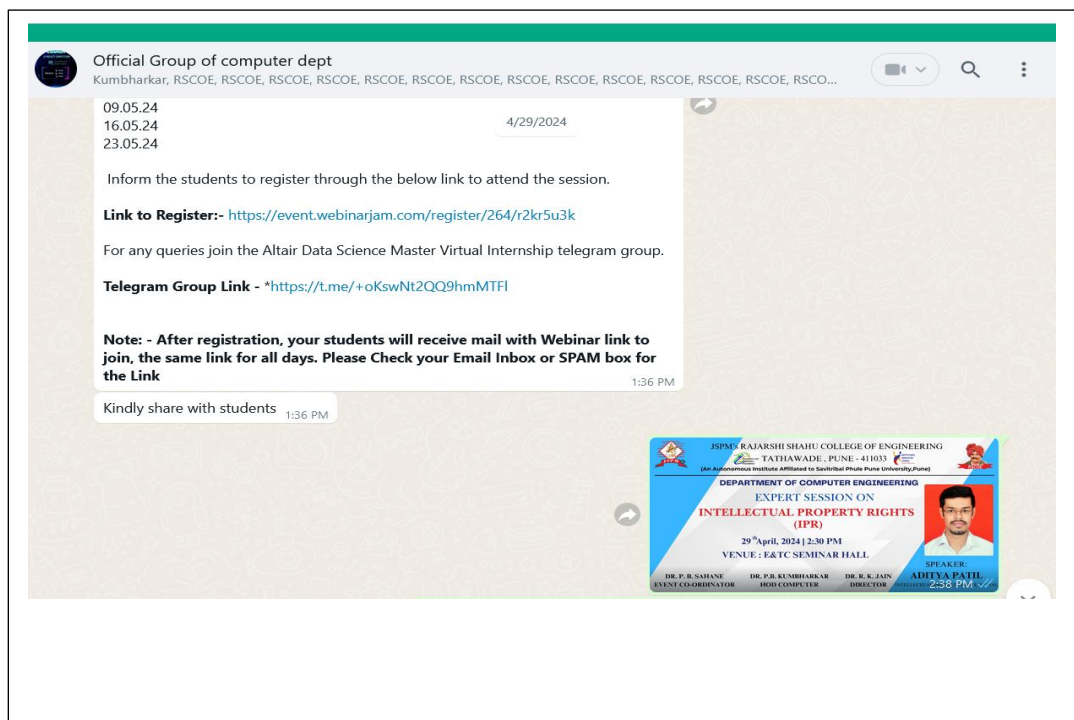 Official Group of computer dept
Kumbharkar, RSCOE, RSCOE, RSCOE, RSCOE, RSCOE, RSCOE, RSCOE, RSCOE, RSCOE, RSCOE, RSCOE, RSCOE, RSCOE, RSCO...
09.05.24
16.05.24
23.05.24
4/29/2024
Inform the students to register through the below link to attend the session.
Link to Register:- https://event.webinarjam.com/register/264/r2kr5u3k
For any queries join the Altair Data Science Master Virtual Internship telegram group.
Telegram Group Link - *https://t.me/+oKswNt2QQ9hmMTFl
Note: - After registration, your students will receive mail with Webinar link to
join, the same link for all days. Please Check your Email Inbox or SPAM box for
the Link
1:36 PM
Kindly share with students 1:36 PM
JSPM's RAJARSHI SHAHU COLLEGE OF ENGINEERING
TATHAWADE, PUNE - 411033
(An Autonomous Institute Affiliated to Savitribai Phule Pune University,Pune)
DEPARTMENT OF COMPUTER ENGINEERING
EXPERT SESSION ON
INTELLECTUAL PROPERTY RIGHTS
(IPR)
29th April, 2024 | 2:30 PM
VENUE : E&TC SEMINAR HALL
SPEAKER:
ADITYA PATIL
DR. P. B. SAHANE
EVENT CO-ORDINATOR
DR. P.B. KUMBHARKAR
HOD COMPUTER
DR. R. K. JAIN
DIRECTOR
2:38 PM